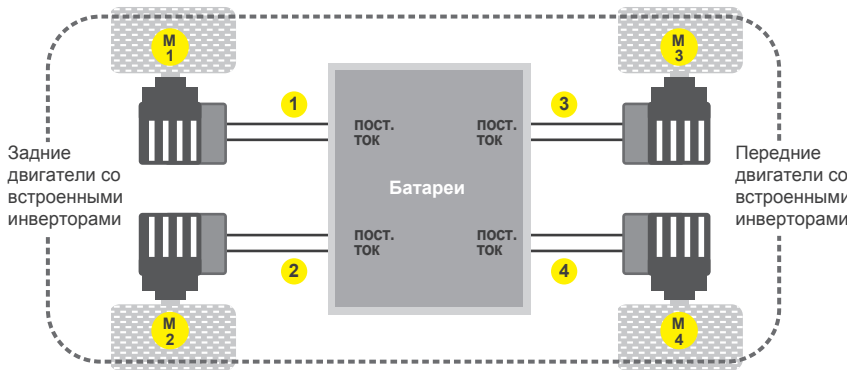 М
1
М
3
1
3
ПОСТ.
ТОК
ПОСТ.
ТОК
Задние
двигатели со
встроенными
инверторами
Батареи
Передние
двигатели со
встроенными
инверторами
ПОСТ.
ТОК
ПОСТ.
ТОК
2
4
М
2
М
4